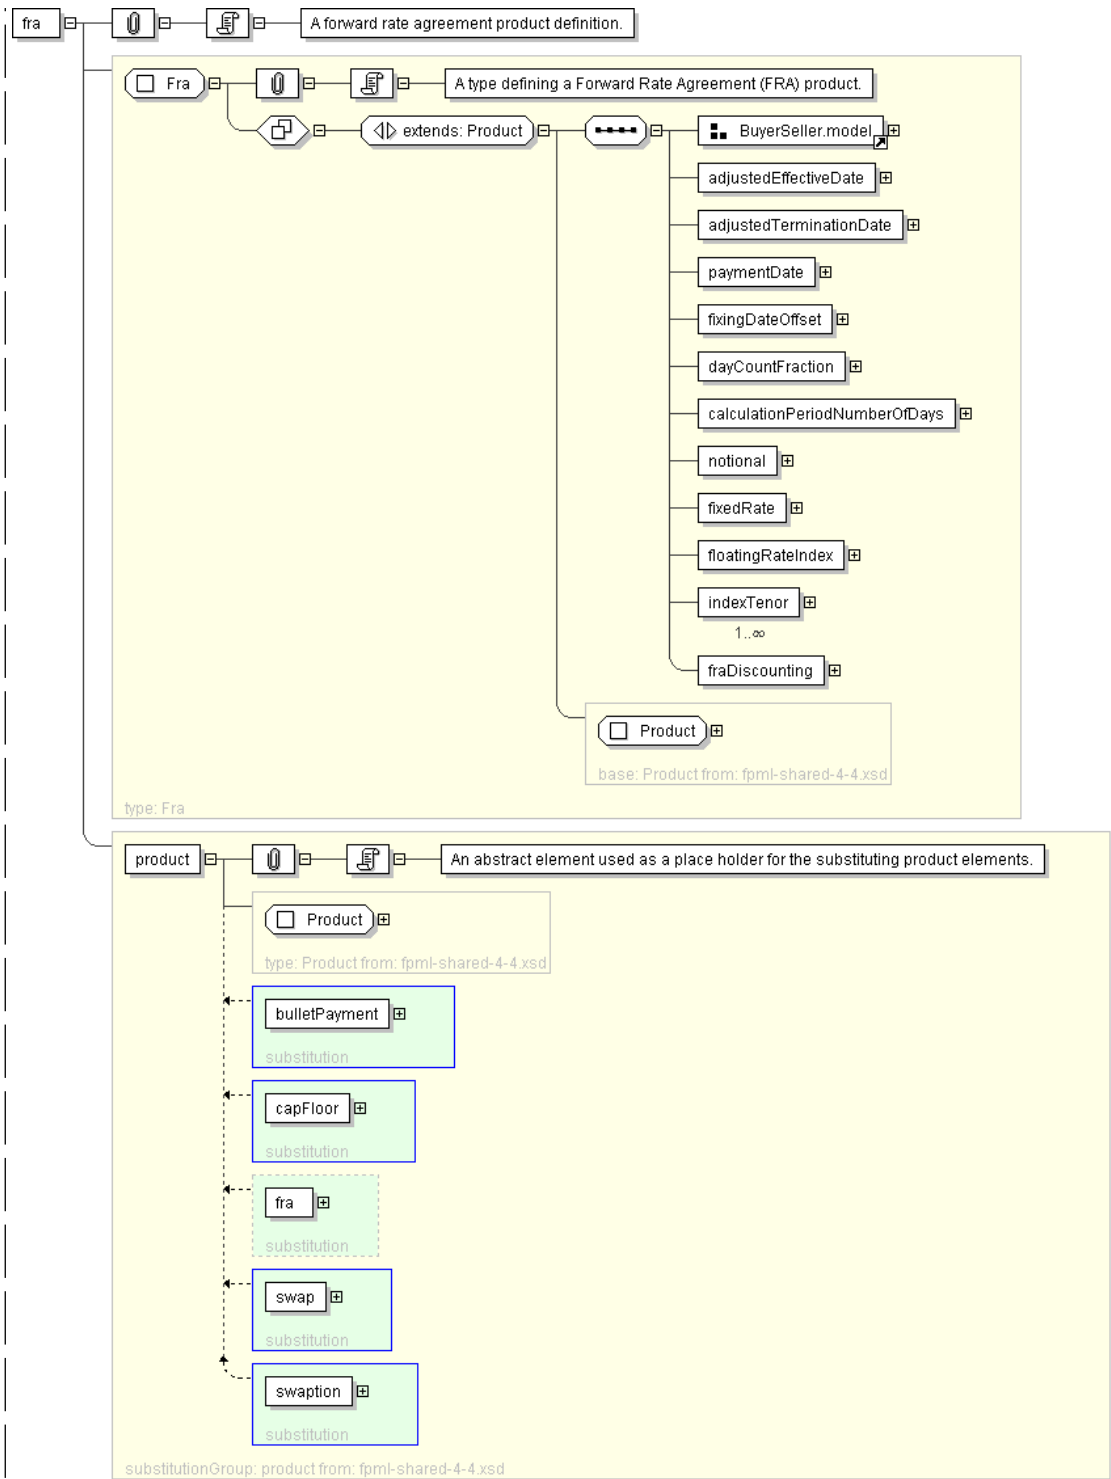 fra
A forward rate agreement product definition.
Fra
A type defining a Forward Rate Agreement (FRA) product.
extends: Product
BuyerSeller.model
adjustedEffectiveDate
adjustedTerminationDate
paymentDate
fixingDateOffset
dayCountFraction
calculationPeriodNumberOfDays
notional
fixedRate
floatingRateIndex
indexTenor
1..∞
fraDiscounting
Product
base: Product from: fpml-shared-4-4.xsd
type: Fra
product
An abstract element used as a place holder for the substituting product elements.
Product
type: Product from: fpml-shared-4-4.xsd
bulletPayment
substitution
capFloor
substitution
fra
substitution
swap
substitution
swaption
substitution
substitutionGroup: product from: fpml-shared-4-4.xsd